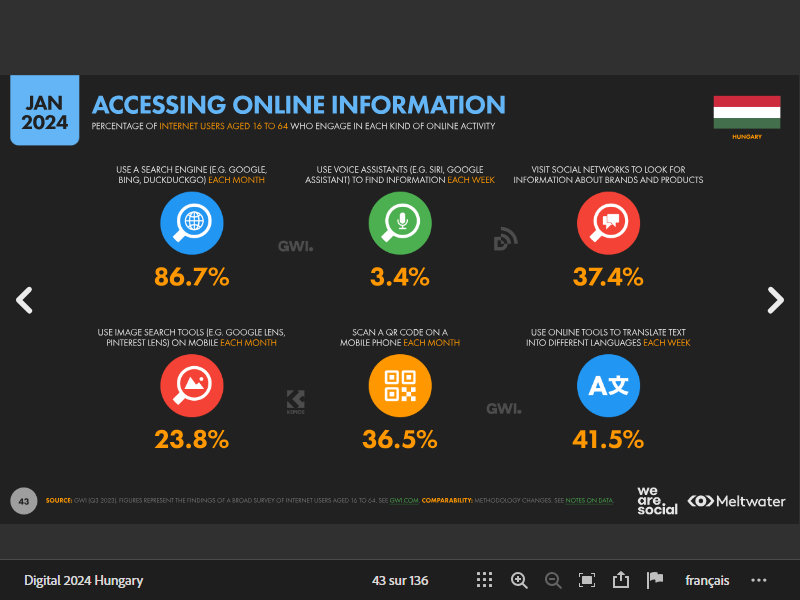 JAN
2024
ACCESSING ONLINE INFORMATION
PERCENTAGE OF INTERNET USERS AGED 16 TO 64 WHO ENGAGE IN EACH KIND OF ONLINE ACTIVITY
HUNGARY
USE A SEARCH ENGINE (E.G. GOOGLE,
BING, DUCKDUCKGO) EACH MONTH
86.7%
USE VOICE ASSISTANTS (E.G. SIRI, GOOGLE
ASSISTANT) TO FIND INFORMATION EACH WEEK
3.4%
VISIT SOCIAL NETWORKS TO LOOK FOR
INFORMATION ABOUT BRANDS AND PRODUCTS
37.4%
GWI.
USE IMAGE SEARCH TOOLS (E.G. GOOGLE LENS,
PINTEREST LENS) ON MOBILE EACH MONTH
23.8%
SCAN A QR CODE ON A
MOBILE PHONE EACH MONTH
36.5%
USE ONLINE TOOLS TO TRANSLATE TEXT
INTO DIFFERENT LANGUAGES EACH WEEK
A文
41.5%
KEPIOS
GWI.
43
SOURCE: GWI (Q3 2023). FIGURES REPRESENT THE FINDINGS OF A BROAD SURVEY OF INTERNET USERS AGED 16 TO 64. SEE GWI.COM. COMPARABILITY: METHODOLOGY CHANGES. SEE NOTES ON DATA.
we
are.
social
Meltwater
Digital 2024 Hungary
43 sur 136
français